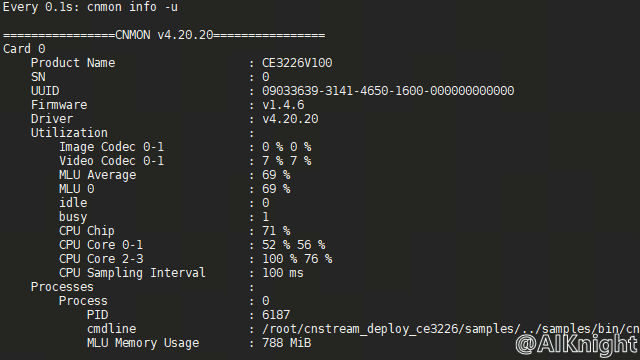 Every 0.1s: cnmon info -u
================CNMON v4.20.20================
Card 0
Product Name : CE3226V100
SN : 0
UUID : 09033639-3141-4650-1600-000000000000
Firmware : v1.4.6
Driver : v4.20.20
Utilization :
Image Codec 0-1 : 0 % 0 %
Video Codec 0-1 : 7 % 7 %
MLU Average : 69 %
MLU 0 : 69 %
idle : 0
busy : 1
CPU Chip : 71 %
CPU Core 0-1 : 52 % 56 %
CPU Core 2-3 : 100 % 76 %
CPU Sampling Interval : 100 ms
Processes :
Process : 0
PID : 6187
cmdline : /root/cnstream_deploy_ce3226/samples/../samples/bin/cn
MLU Memory Usage : 788 MiB
@AIKnight